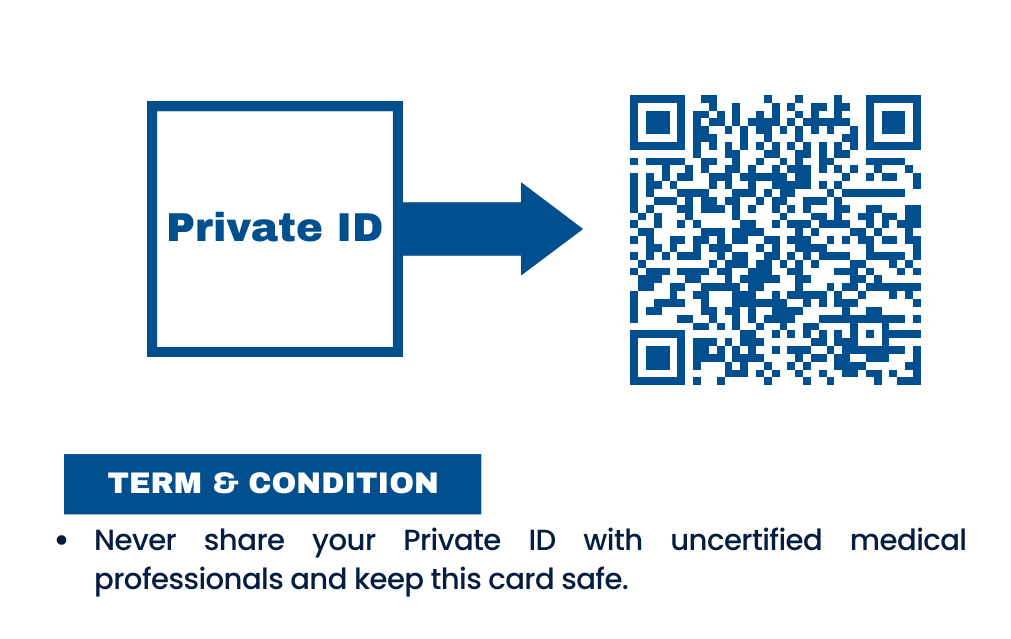 Private ID
TERM & CONDITION
• Never share your Private ID with uncertified medical
professionals and keep this card safe.